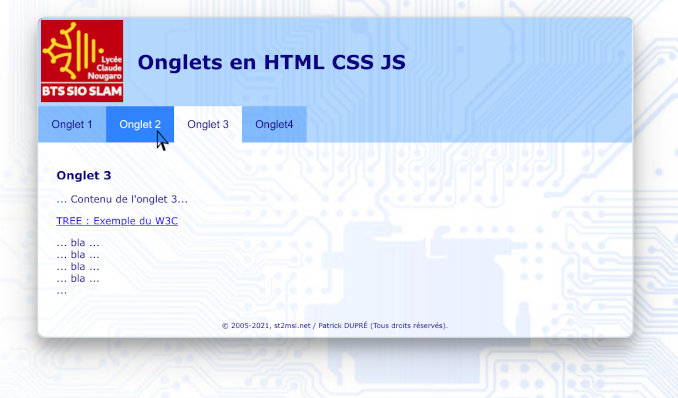 Lycée
Claude
Nougaro
BTS SIO SLAM
Onglets en HTML CSS JS
Onglet 1 Onglet 2 Onglet 3 Onglet4
Onglet 3
... Contenu de l'onglet 3...
TREE : Exemple du W3C
... bla ...
... bla ...
... bla ...
... bla ...
...
© 2005-2021, st2msi.net / Patrick DUPRÉ (Tous droits réservés).